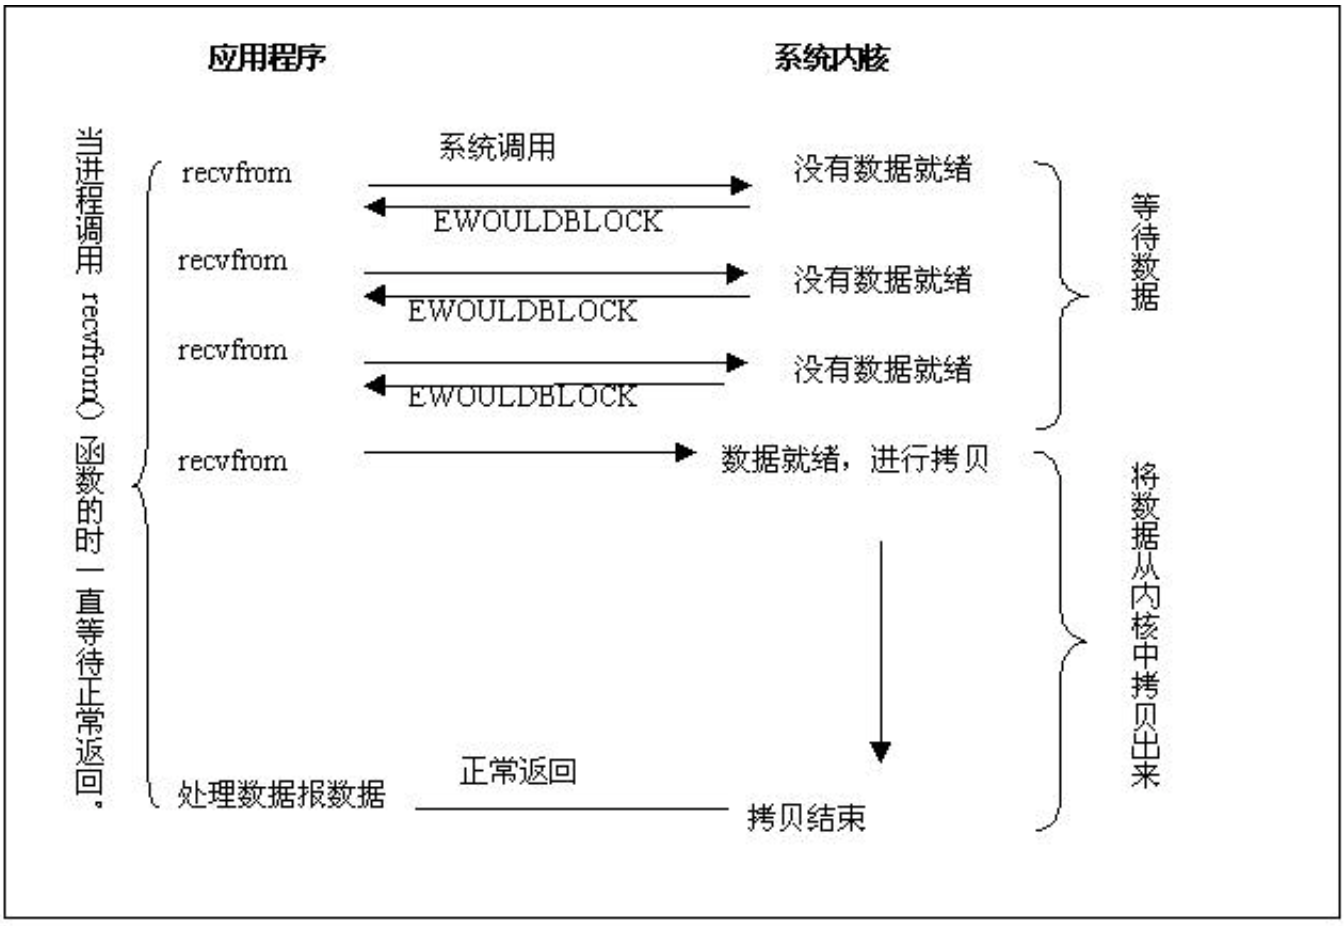 应用程序
系统内核
当进程调用 recvfrom() 函数的时一直等待正常返回。
recvfrom
系统调用
没有数据就绪
EWOULDBLOCK
recvfrom
没有数据就绪
EWOULDBLOCK
recvfrom
没有数据就绪
EWOULDBLOCK
等待数据
recvfrom
数据就绪，进行拷贝
将数据从内核中拷贝出来
处理数据报数据
正常返回
拷贝结束